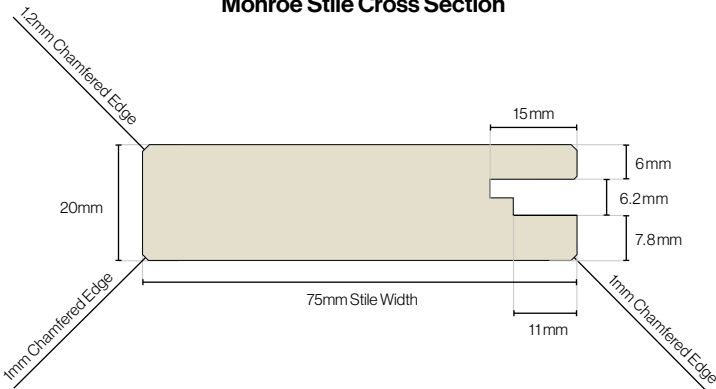 Monroe Stile Cross Section
1.2mm Chamfered Edge
15mm
6mm
20mm
6.2mm
7.8mm
75mm Stile Width
11mm
1mm Chamfered Edge
1mm Chamfered Edge